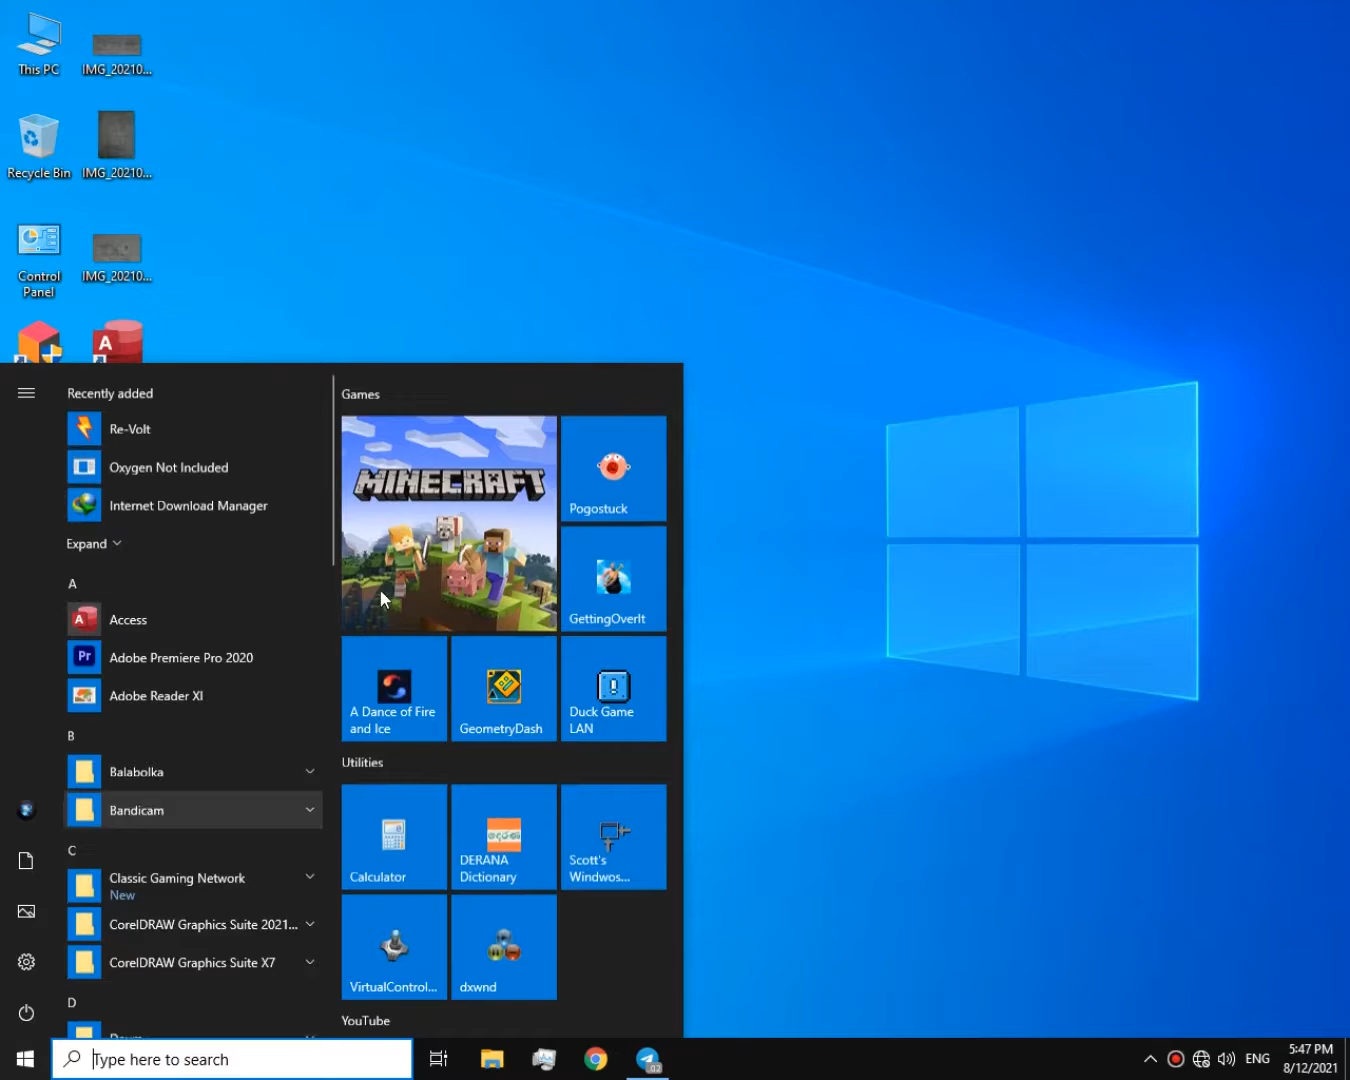 This PC
IMG_20210...
Recycle Bin
IMG_20210...
Control
Panel
IMG_20210...
A
Recently added
Re-Volt
Oxygen Not Included
Internet Download Manager
Expand
A
A
Access
Pr
Adobe Premiere Pro 2020
Adobe Reader XI
B
Balabolka
Bandicam
C
Classic Gaming Network
New
CorelDRAW Graphics Suite 2021...
CorelDRAW Graphics Suite X7
D
Games
MINECRAFT
Pogostuck
GettingOverIt
A Dance of Fire
and Ice
GeometryDash
Duck Game
LAN
Utilities
Calculator
DERANA
Dictionary
Scott's
Windwos...
VirtualControl...
dxwnd
YouTube
Type here to search
02
ENG
5:47 PM
8/12/2021